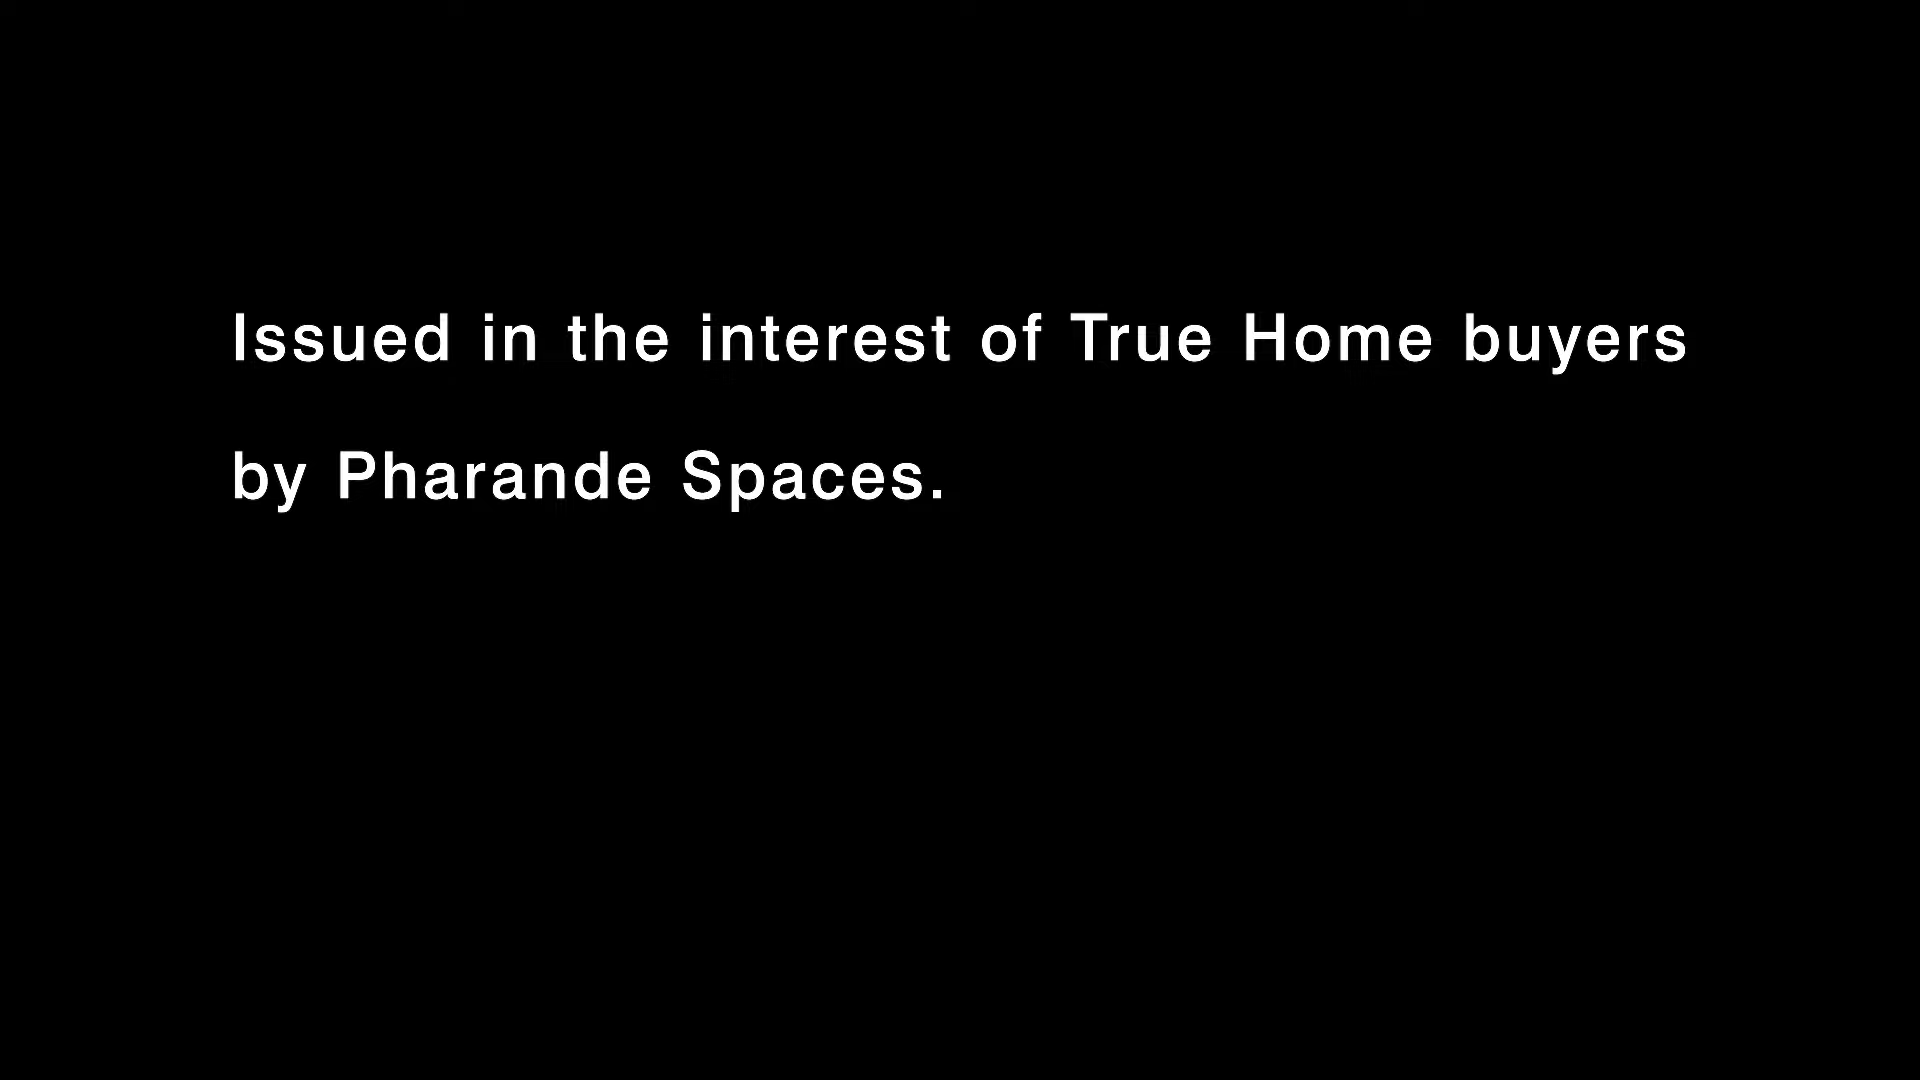 Issued in the interest of True Home buyers
by Pharande Spaces.